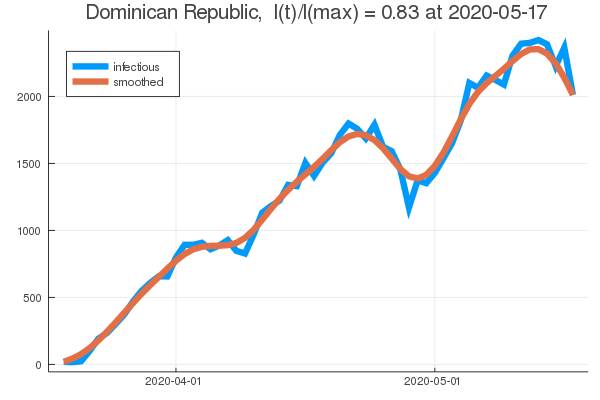 Dominican Republic,  I(t)/I(max) = 0.83 at 2020-05-17
infectious
smoothed
2000
1500
1000
500
0
2020-04-01
2020-05-01